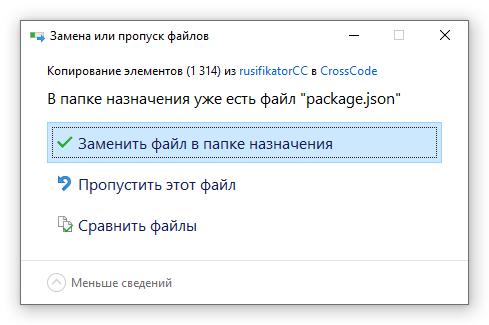 Замена или пропуск файлов
Копирование элементов (1 314) из rusifikatorCC в CrossCode
В папке назначения уже есть файл "package.json"
Заменить файл в папке назначения
Пропустить этот файл
Сравнить файлы
Меньше сведений